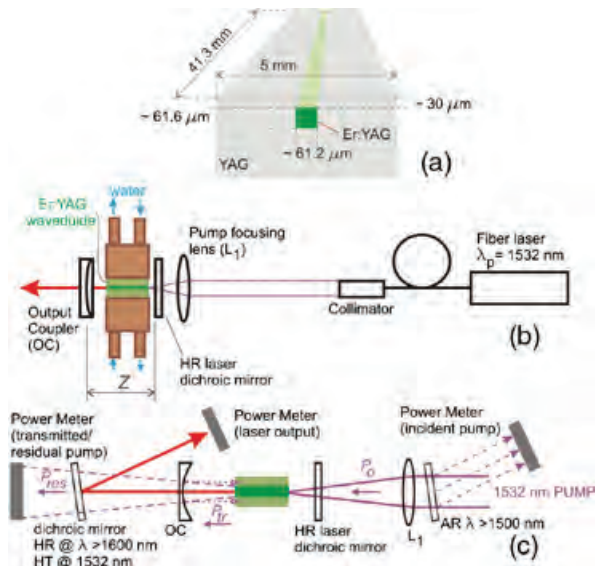 41.3 mm
5 mm
~ 61.6 μm
~ 30 μm
Er:YAG
~ 61.2 μm
YAG
(a)
water
Er:YAG
waveduide
Pump focusing
lens (L1)
Fiber laser
λp = 1532 nm
Output
Coupler
(OC)
Collimator
(b)
HR laser
dichroic mirror
Z
Power Meter
(transmitted/
residual pump)
Power Meter
(laser output)
Power Meter
(incident pump)
Pres
Po
1532 nm PUMP
OC
Ptr
dichroic mirror
HR @ λ >1600 nm
HT @ 1532 nm
HR laser
dichroic mirror
L1
AR λ >1500 nm
(c)